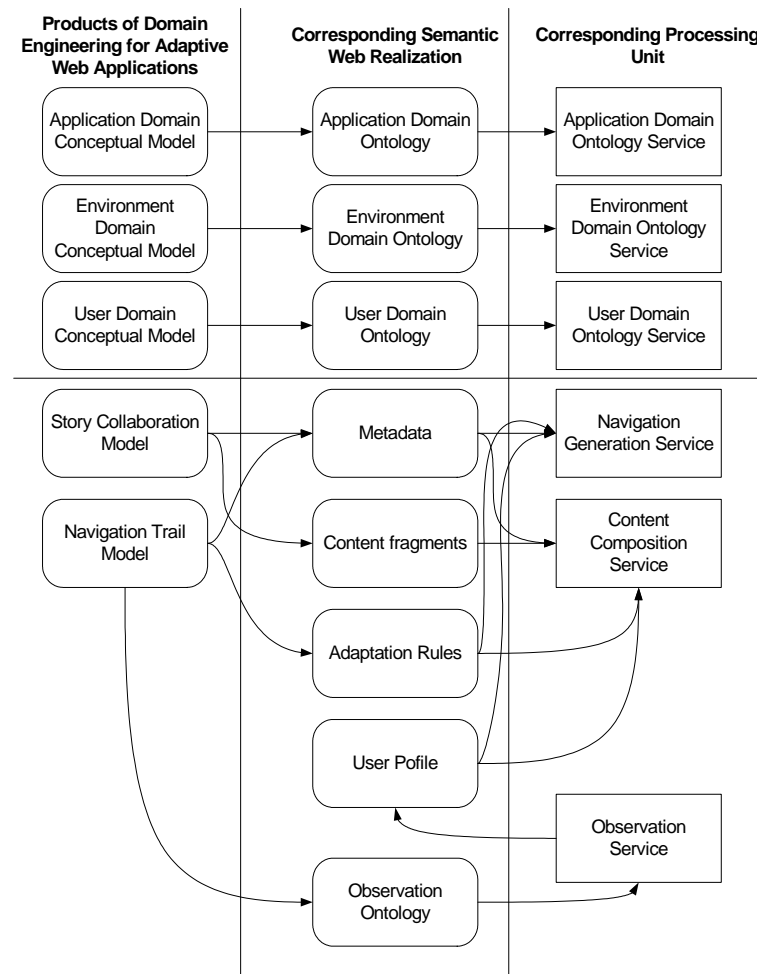 Products of Domain
Engineering for Adaptive
Web Applications
Corresponding Semantic
Web Realization
Corresponding Processing
Unit
Application Domain
Conceptual Model
Application Domain
Ontology
Application Domain
Ontology Service
Environment
Domain
Conceptual Model
Environment
Domain Ontology
Environment
Domain Ontology
Service
User Domain
Conceptual Model
User Domain
Ontology
User Domain
Ontology Service
Story Collaboration
Model
Metadata
Navigation
Generation Service
Navigation Trail
Model
Content fragments
Content
Composition
Service
Adaptation Rules
User Pofile
Observation
Service
Observation
Ontology